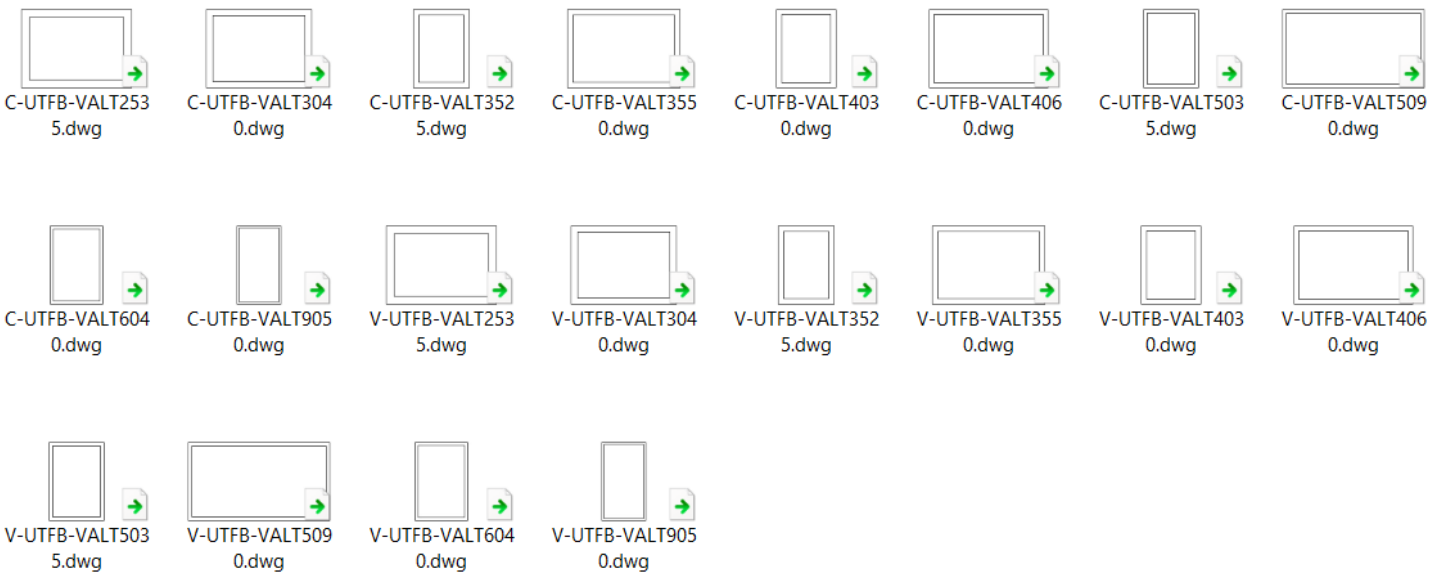 C-UTFB-VALT253 C-UTFB-VALT304 C-UTFB-VALT352 C-UTFB-VALT355 C-UTFB-VALT403 C-UTFB-VALT406 C-UTFB-VALT503 C-UTFB-VALT509
5.dwg 0.dwg 5.dwg 0.dwg 0.dwg 0.dwg 5.dwg 0.dwg
C-UTFB-VALT604 C-UTFB-VALT905 V-UTFB-VALT253 V-UTFB-VALT304 V-UTFB-VALT352 V-UTFB-VALT355 V-UTFB-VALT403 V-UTFB-VALT406
0.dwg 0.dwg 5.dwg 0.dwg 5.dwg 0.dwg 0.dwg 0.dwg
V-UTFB-VALT503 V-UTFB-VALT509 V-UTFB-VALT604 V-UTFB-VALT905
5.dwg 0.dwg 0.dwg 0.dwg